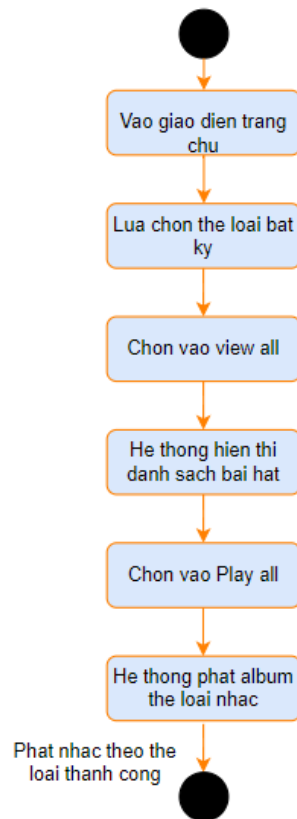 Vao giao dien trang
chu
Lua chon the loai bat
ky
Chon vao view all
He thong hien thi
danh sach bai hat
Chon vao Play all
He thong phat album
the loai nhac
Phat nhac theo the
loai thanh cong